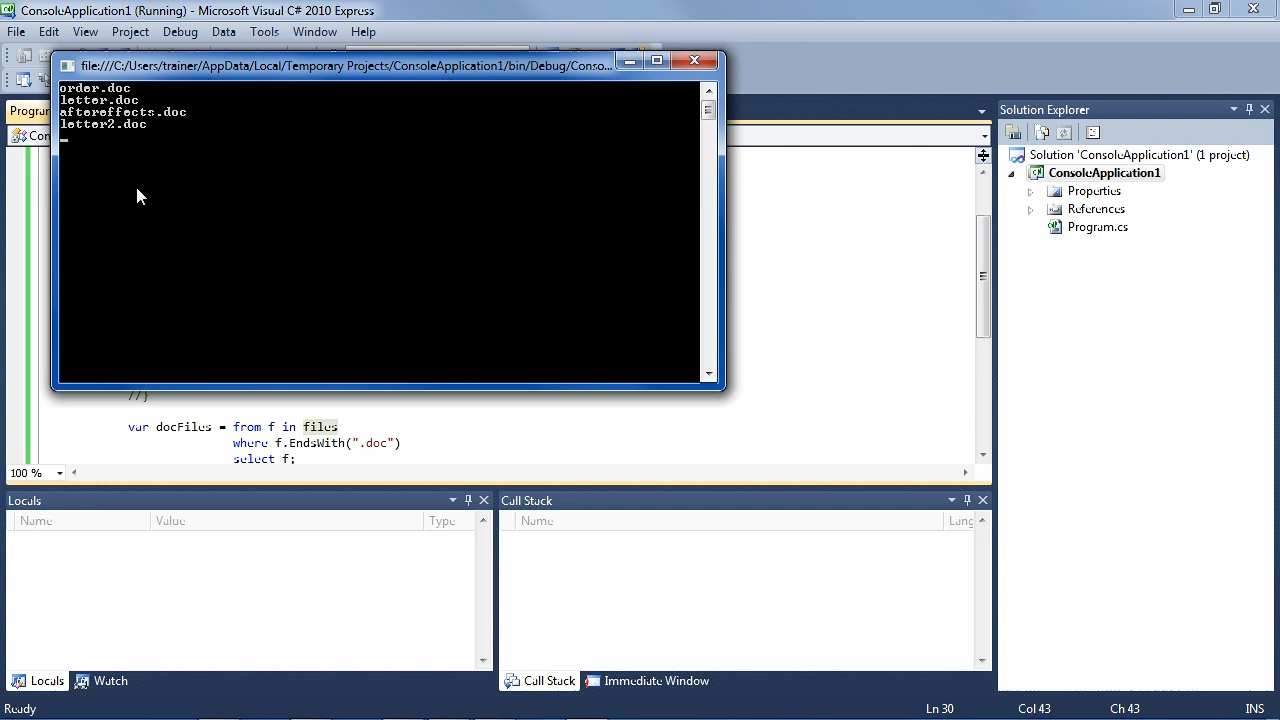 ConsoleApplication1 (Running) - Microsoft Visual C# 2010 Express
File Edit View Project Debug Data Tools Window Help
file:///C:/Users/trainer/AppData/Local/Temporary Projects/ConsoleApplication1/bin/Debug/Conso...
order.doc
letter.doc
aftereffects.doc
letter2.doc
Progran
Con
//}
var docFiles = from f in files
where f.EndsWith(".doc")
select f;
100 %
Solution Explorer
Solution 'ConsoleApplication1' (1 project)
ConsoleApplication1
Properties
References
Program.cs
Locals
Name Value Type
Locals Watch
Call Stack
Name Lang
Call Stack Immediate Window
Ready Ln 30 Col 43 Ch 43 INS